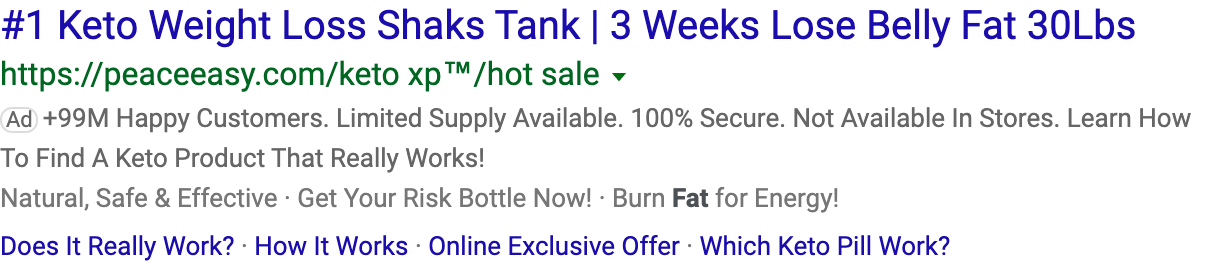 #1 Keto Weight Loss Shaks Tank | 3 Weeks Lose Belly Fat 30Lbs
https://peaceeasy.com/keto xp™/hot sale
Ad +99M Happy Customers. Limited Supply Available. 100% Secure. Not Available In Stores. Learn How
To Find A Keto Product That Really Works!
Natural, Safe & Effective · Get Your Risk Bottle Now! · Burn Fat for Energy!
Does It Really Work? · How It Works · Online Exclusive Offer · Which Keto Pill Work?